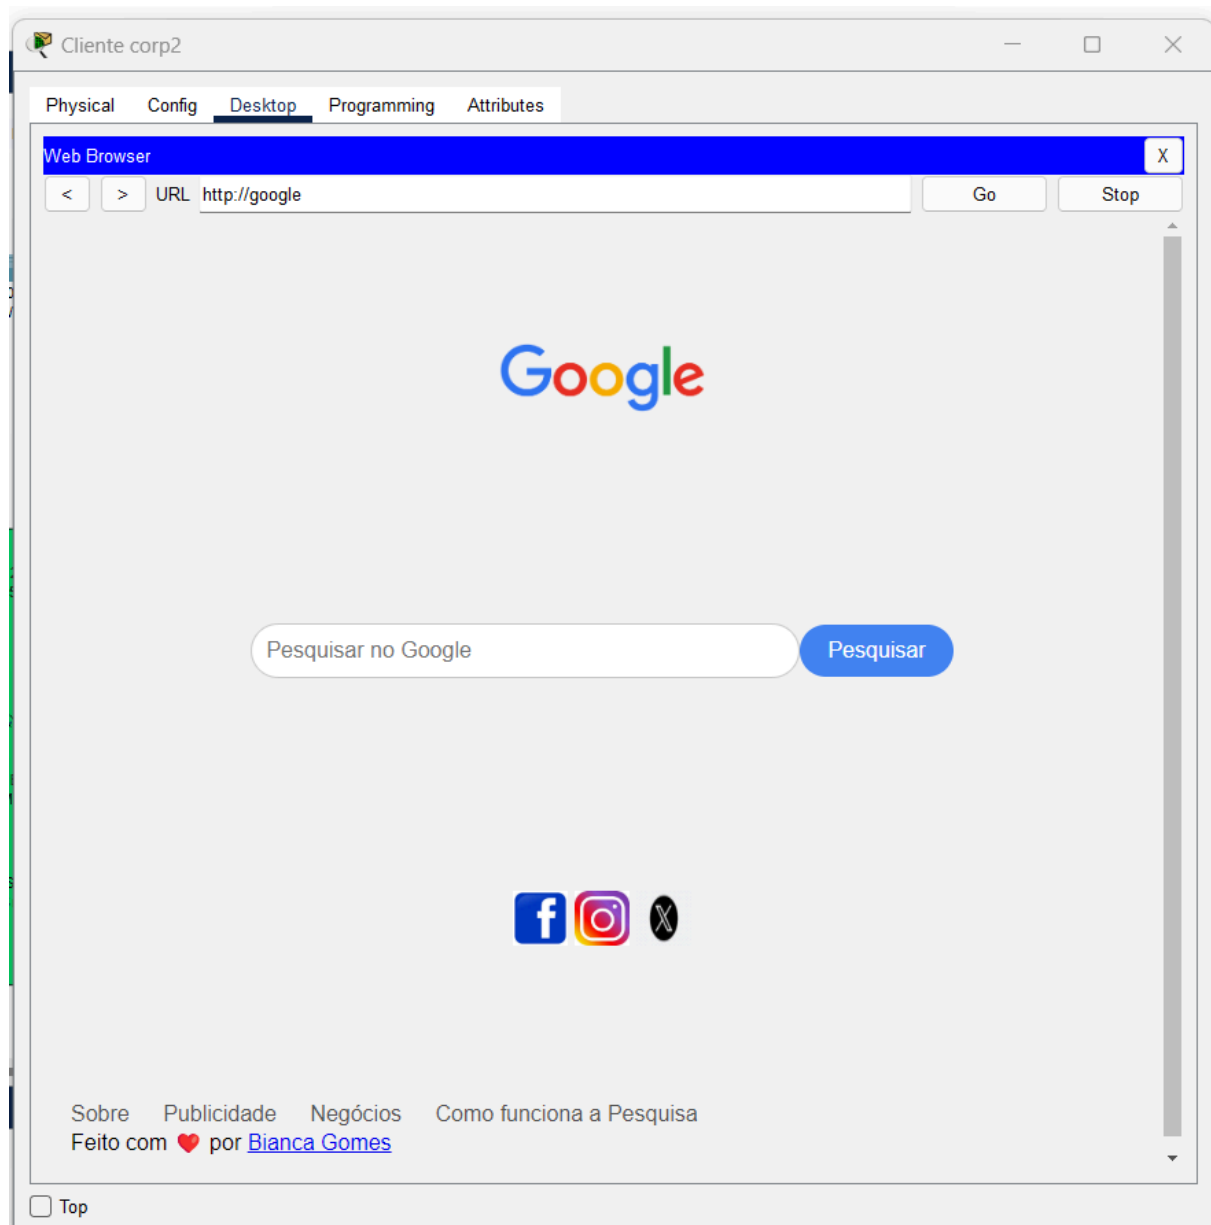 Cliente corp2
Physical Config Desktop Programming Attributes
Web Browser X
< > URL http://google Go Stop
Google
Pesquisar no Google Pesquisar
Sobre Publicidade Negócios Como funciona a Pesquisa
Feito com ❤️ por Bianca Gomes
Top